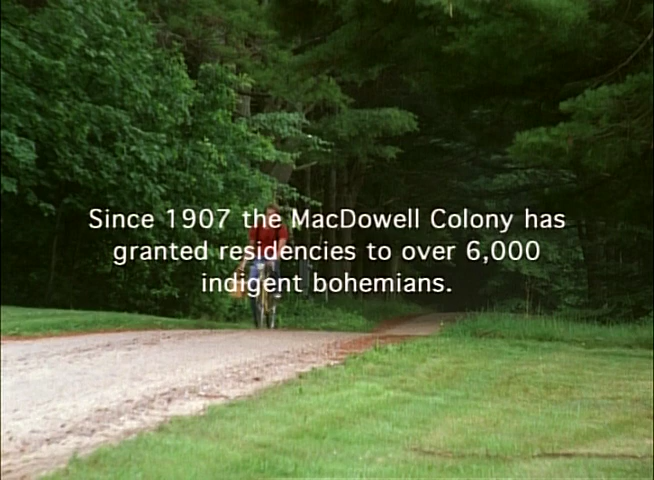 Since 1907 the MacDowell Colony has
granted residencies to over 6,000
indigent bohemians.